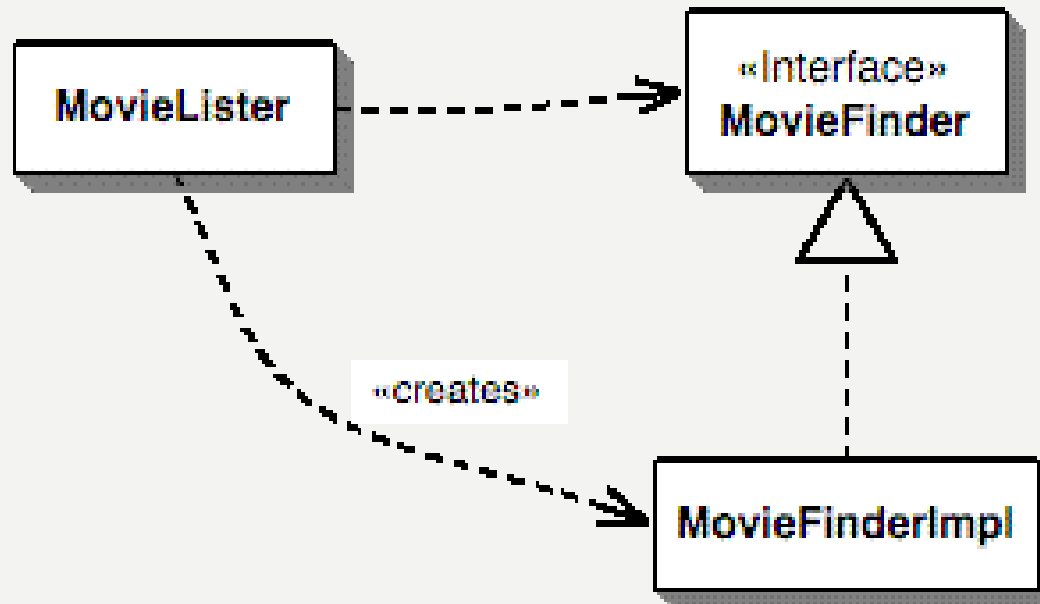 MovieLister
«Interface»
MovieFinder
«creates»
MovieFinderImpl